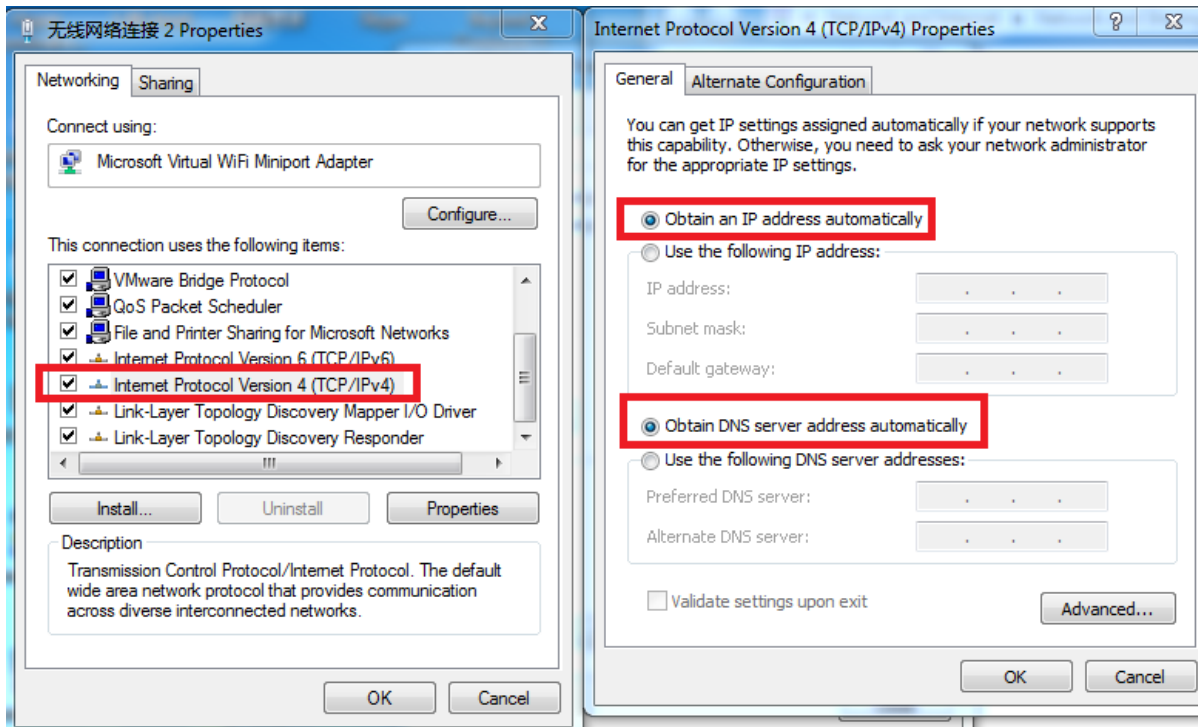 无线网络连接 2 Properties
Networking
Sharing
Connect using:
Microsoft Virtual WiFi Miniport Adapter
Configure...
This connection uses the following items:
VMware Bridge Protocol
QoS Packet Scheduler
File and Printer Sharing for Microsoft Networks
Internet Protocol Version 6 (TCP/IPv6)
Internet Protocol Version 4 (TCP/IPv4)
Link-Layer Topology Discovery Mapper I/O Driver
Link-Layer Topology Discovery Responder
Install...
Uninstall
Properties
Description
Transmission Control Protocol/Internet Protocol. The default
wide area network protocol that provides communication
across diverse interconnected networks.
OK
Cancel
Internet Protocol Version 4 (TCP/IPv4) Properties
General
Alternate Configuration
You can get IP settings assigned automatically if your network supports
this capability. Otherwise, you need to ask your network administrator
for the appropriate IP settings.
Obtain an IP address automatically
Use the following IP address:
IP address:
Subnet mask:
Default gateway:
Obtain DNS server address automatically
Use the following DNS server addresses:
Preferred DNS server:
Alternate DNS server:
Validate settings upon exit
Advanced...
OK
Cancel